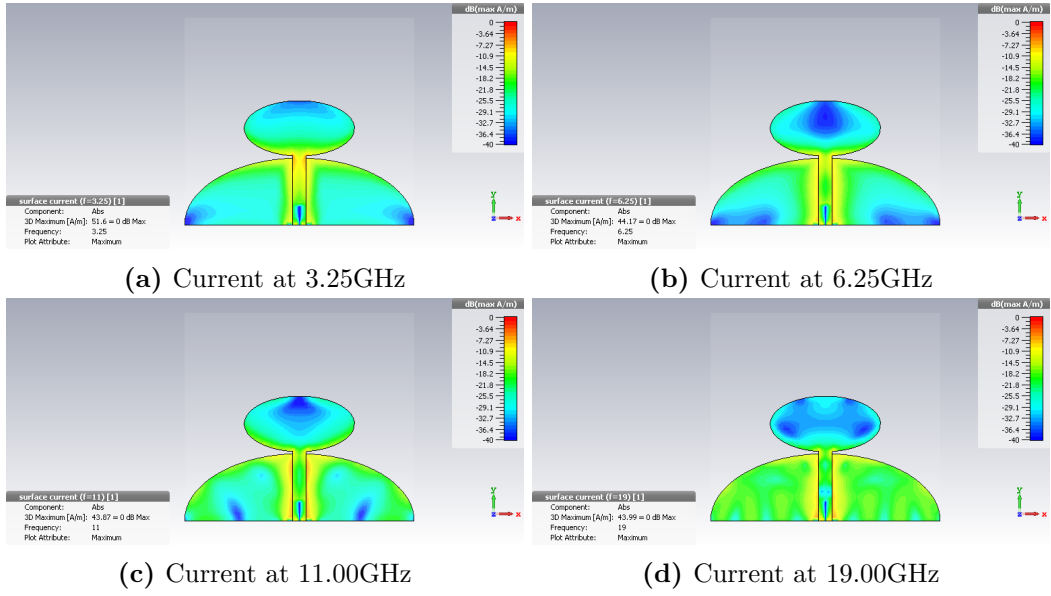 dB(max A/m)
0
-3.64
-7.27
-10.9
-14.5
-18.2
-21.8
-25.5
-29.1
-32.7
-36.4
-40
surface current (f=3.25) [1]
Component: Abs
3D Maximum [A/m]: 51.6 = 0 dB Max
Frequency: 3.25
Plot Attribute: Maximum
y
z x
(a) Current at 3.25GHz
dB(max A/m)
0
-3.64
-7.27
-10.9
-14.5
-18.2
-21.8
-25.5
-29.1
-32.7
-36.4
-40
surface current (f=6.25) [1]
Component: Abs
3D Maximum [A/m]: 44.17 = 0 dB Max
Frequency: 6.25
Plot Attribute: Maximum
y
z x
(b) Current at 6.25GHz
dB(max A/m)
0
-3.64
-7.27
-10.9
-14.5
-18.2
-21.8
-25.5
-29.1
-32.7
-36.4
-40
surface current (f=11) [1]
Component: Abs
3D Maximum [A/m]: 43.87 = 0 dB Max
Frequency: 11
Plot Attribute: Maximum
y
z x
(c) Current at 11.00GHz
dB(max A/m)
0
-3.64
-7.27
-10.9
-14.5
-18.2
-21.8
-25.5
-29.1
-32.7
-36.4
-40
surface current (f=19) [1]
Component: Abs
3D Maximum [A/m]: 43.99 = 0 dB Max
Frequency: 19
Plot Attribute: Maximum
y
z x
(d) Current at 19.00GHz